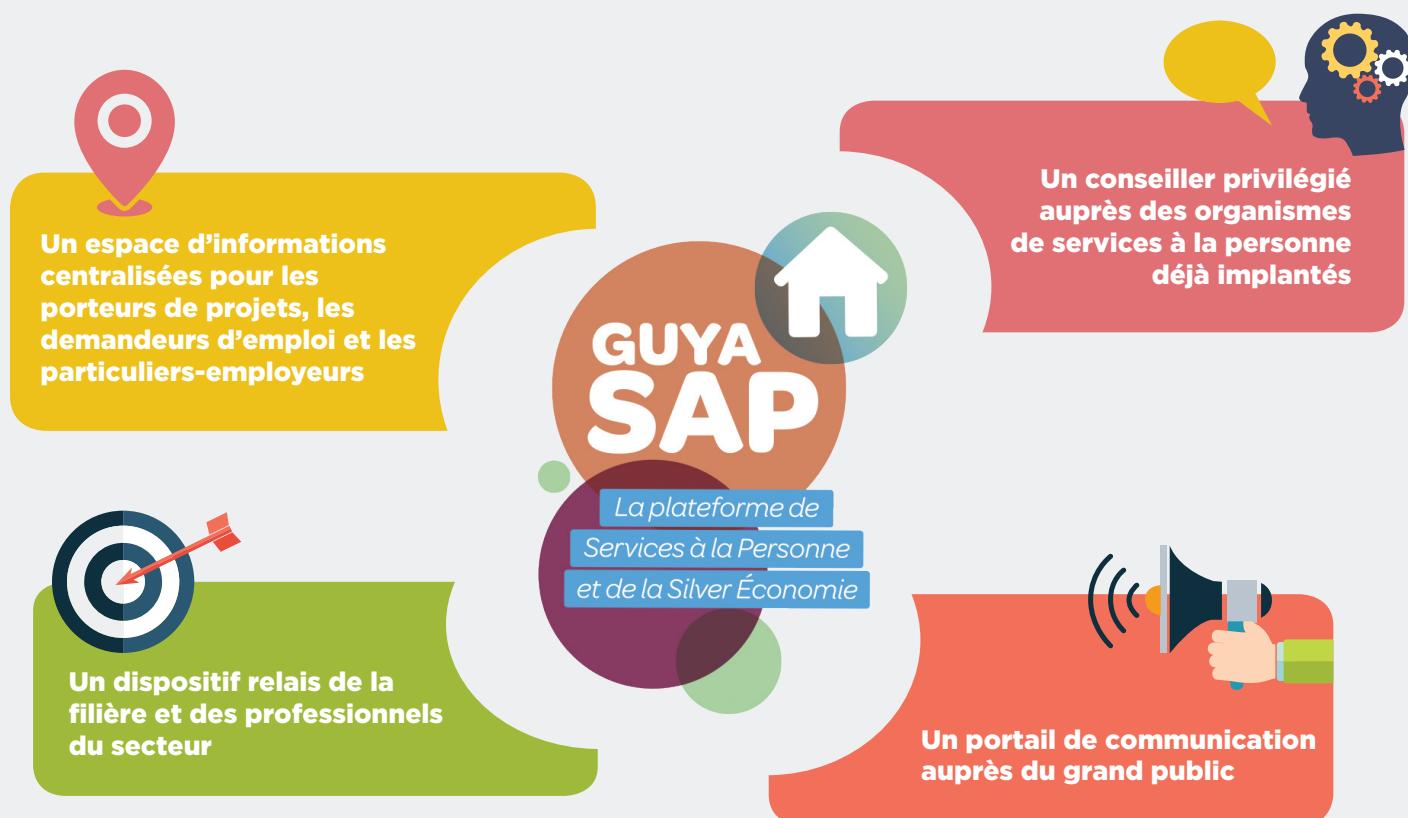 Un espace d’informations
centralisées pour les
porteurs de projets, les
demandeurs d’emploi et les
particuliers-employeurs
Un conseiller privilégié
auprès des organismes
de services à la personne
déjà implantés
GUYA
SAP
La plateforme de
Services à la Personne
et de la Silver Économie
Un dispositif relais de la
filière et des professionnels
du secteur
Un portail de communication
auprès du grand public